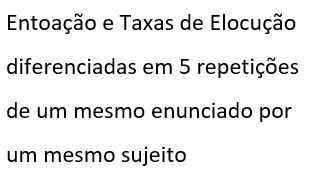 Entoação e Taxas de Elocução
diferenciadas em 5 repetições
de um mesmo enunciado por
um mesmo sujeito